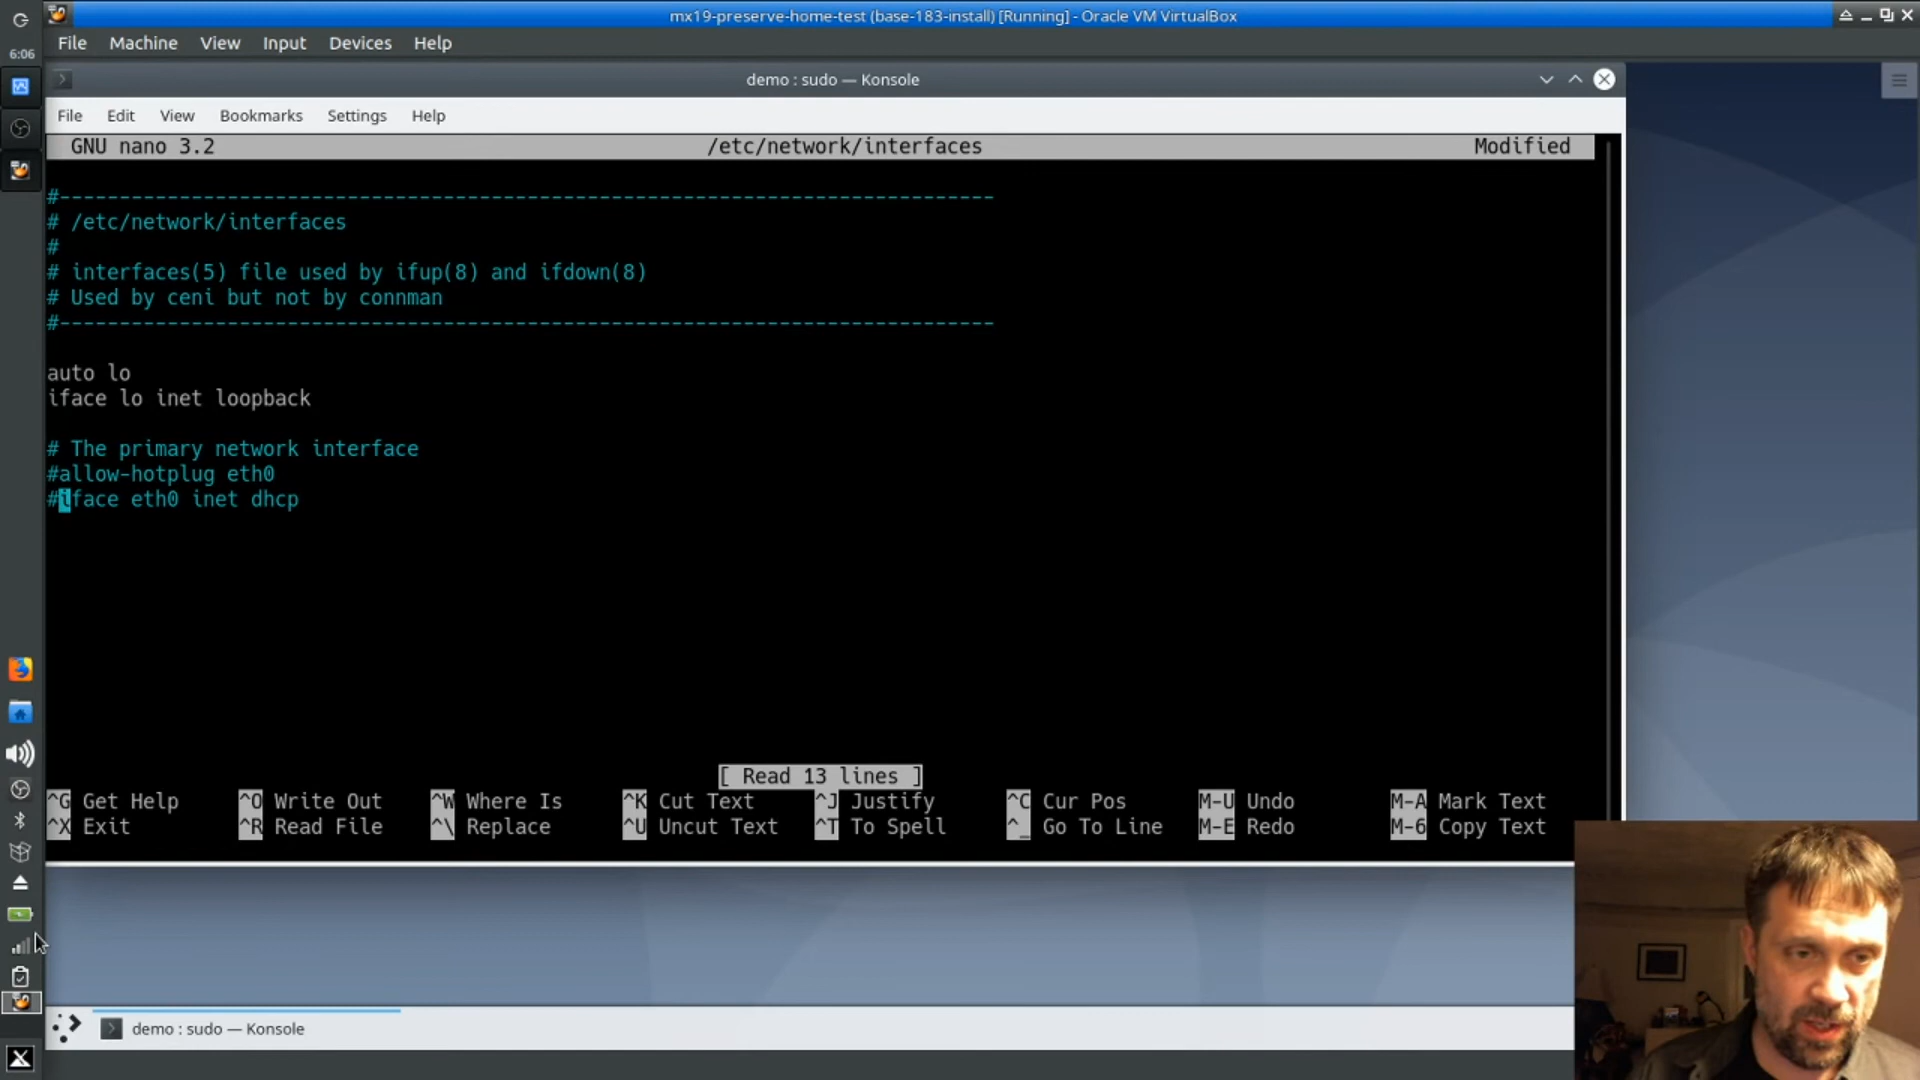 mx19-preserve-home-test (base-183-install) [Running] - Oracle VM VirtualBox
6:06
File Machine View Input Devices Help
demo : sudo — Konsole
File Edit View Bookmarks Settings Help
GNU nano 3.2 /etc/network/interfaces Modified
#------------------------------------------------------------------------------
# /etc/network/interfaces
#
# interfaces(5) file used by ifup(8) and ifdown(8)
# Used by ceni but not by connman
#------------------------------------------------------------------------------
auto lo
iface lo inet loopback
# The primary network interface
#allow-hotplug eth0
#iface eth0 inet dhcp
[ Read 13 lines ]
^G Get Help ^O Write Out ^W Where Is ^K Cut Text ^J Justify ^C Cur Pos M-U Undo M-A Mark Text
^X Exit ^R Read File ^\ Replace ^U Uncut Text ^T To Spell ^_ Go To Line M-E Redo M-6 Copy Text
demo : sudo — Konsole